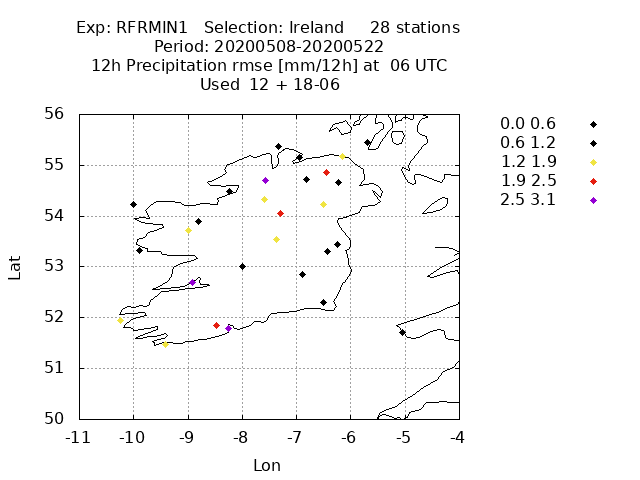 Exp: RFRMIN1 Selection: Ireland 28 stations
Period: 20200508-20200522
12h Precipitation rmse [mm/12h] at 06 UTC
Used 12 + 18-06
56
55
54
53
52
51
50
-11 -10 -9 -8 -7 -6 -5 -4
Lat
Lon
0.0 0.6
0.6 1.2
1.2 1.9
1.9 2.5
2.5 3.1